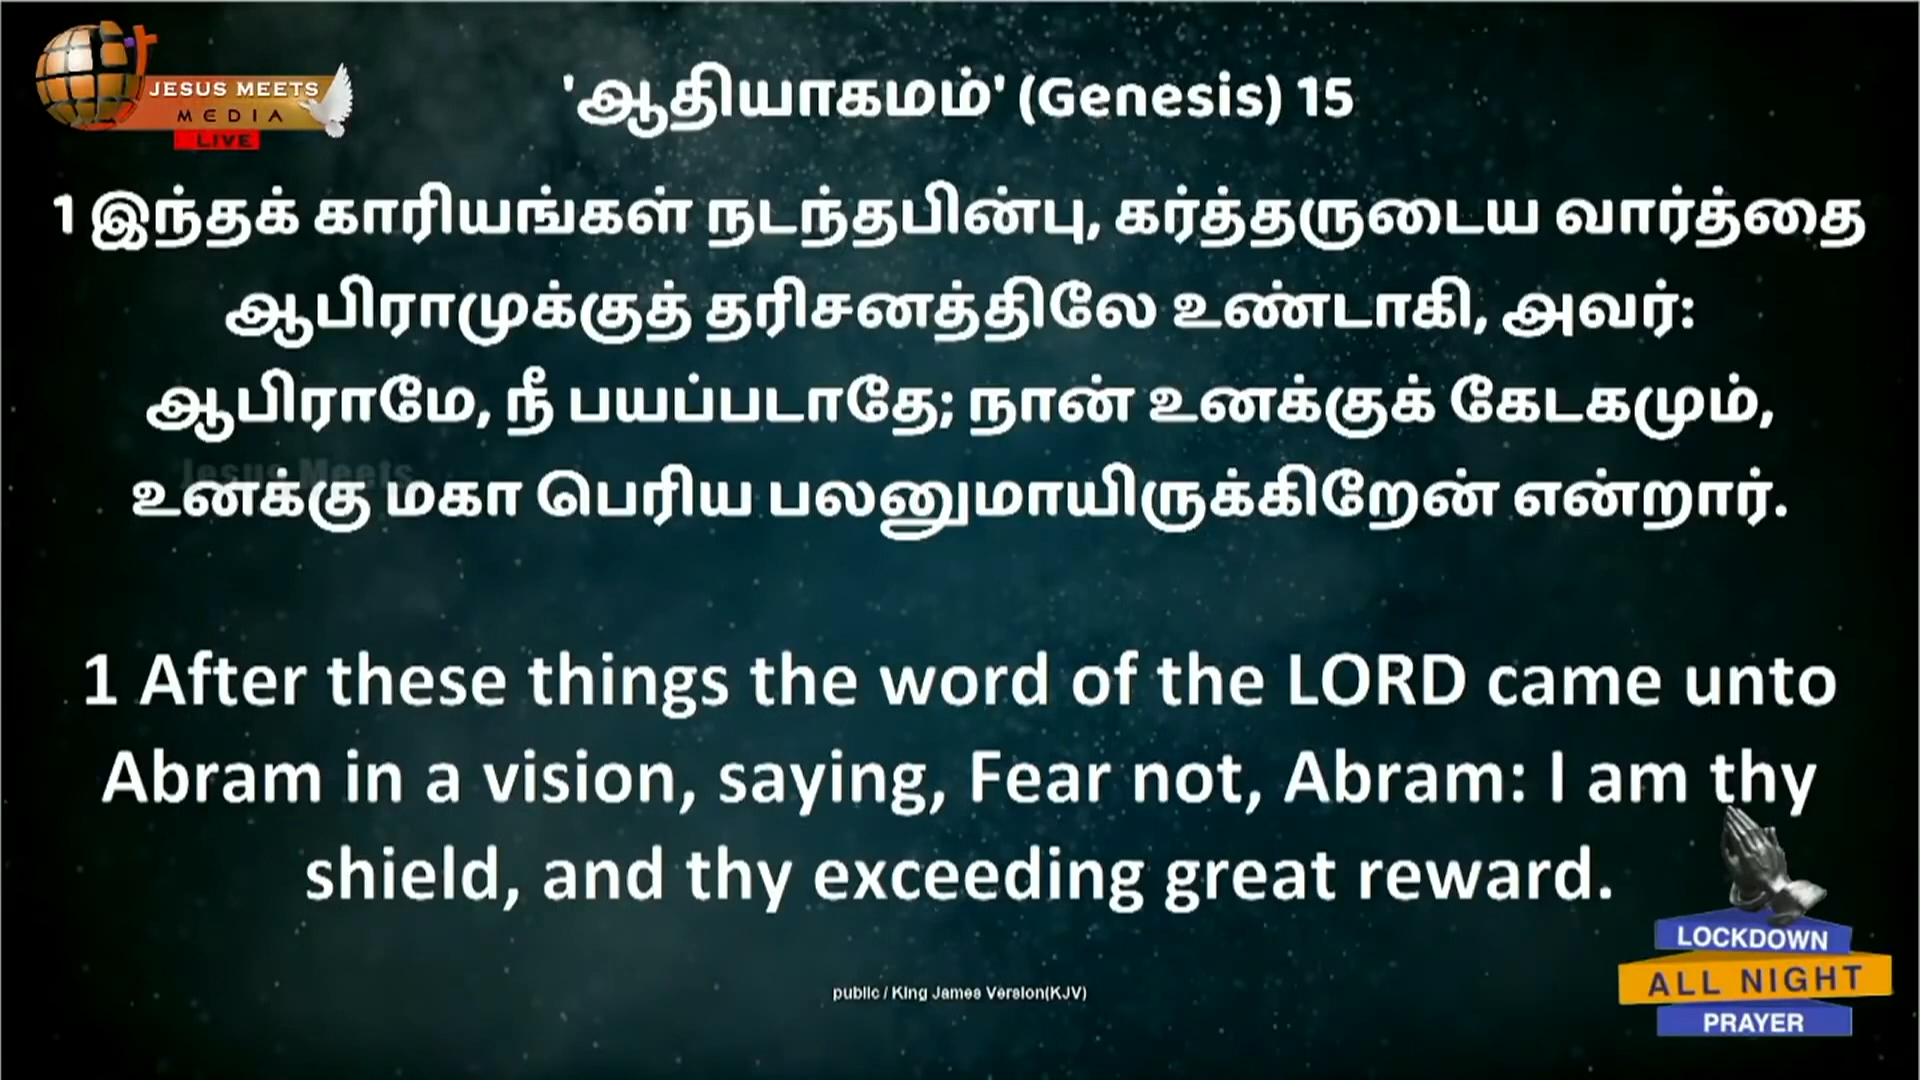 JESUS MEETS
MEDIA
LIVE
'ஆதியாகமம்' (Genesis) 15
1 இந்தக் காரியங்கள் நடந்தபின்பு, கர்த்தருடைய வார்த்தை
ஆபிராமுக்குத் தரிசனத்திலே உண்டாகி, அவர்:
ஆபிராமே, நீ பயப்படாதே; நான் உனக்குக் கேடகமும்,
Jesus Meets
உனக்கு மகா பெரிய பலனுமாயிருக்கிறேன் என்றார்.
1 After these things the word of the LORD came unto
Abram in a vision, saying, Fear not, Abram: I am thy
shield, and thy exceeding great reward.
public / King James Version(KJV)
LOCKDOWN
ALL NIGHT
PRAYER